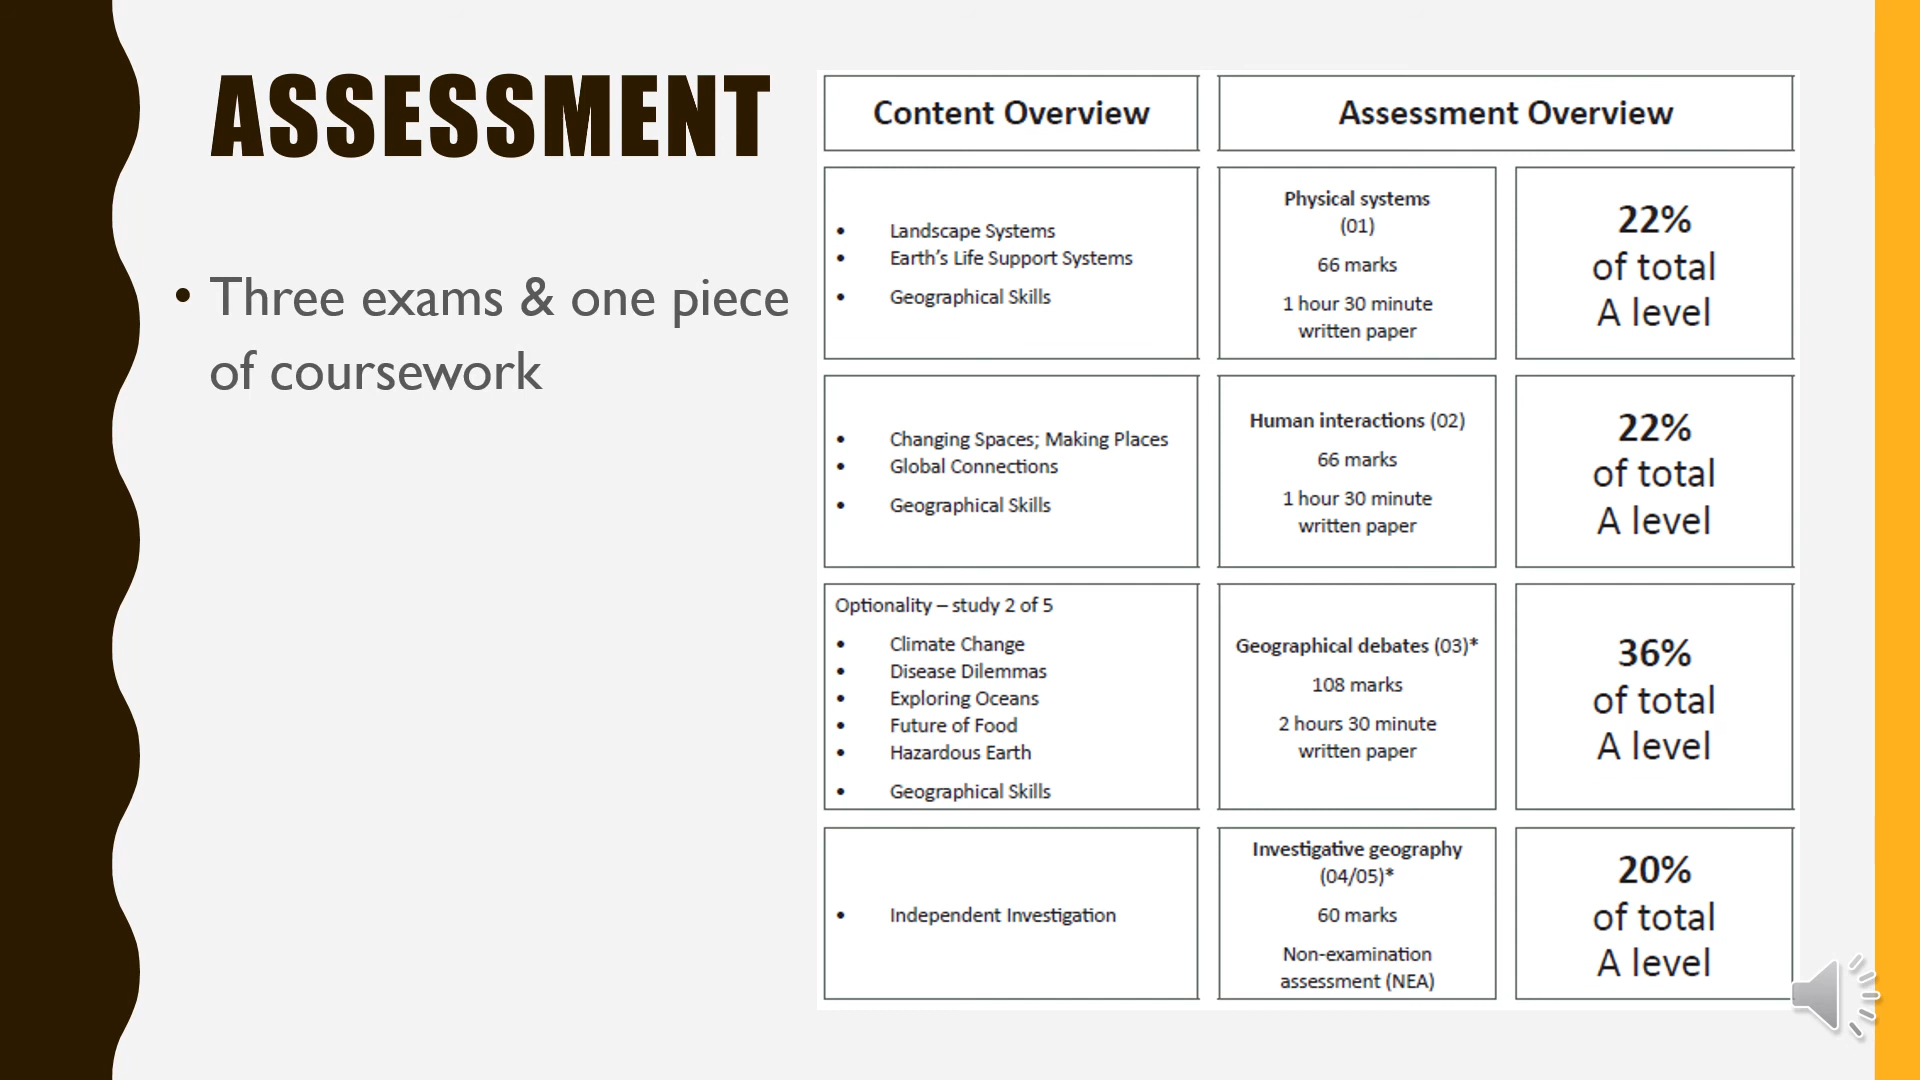 ASSESSMENT
• Three exams & one piece
of coursework
Content Overview
Assessment Overview
• Landscape Systems
• Earth's Life Support Systems
• Geographical Skills
Physical systems
(01)
66 marks
1 hour 30 minute
written paper
22%
of total
A level
• Changing Spaces; Making Places
• Global Connections
• Geographical Skills
Human interactions (02)
66 marks
1 hour 30 minute
written paper
22%
of total
A level
Optionality – study 2 of 5
• Climate Change
• Disease Dilemmas
• Exploring Oceans
• Future of Food
• Hazardous Earth
• Geographical Skills
Geographical debates (03)*
108 marks
2 hours 30 minute
written paper
36%
of total
A level
• Independent Investigation
Investigative geography
(04/05)*
60 marks
Non-examination
assessment (NEA)
20%
of total
A level